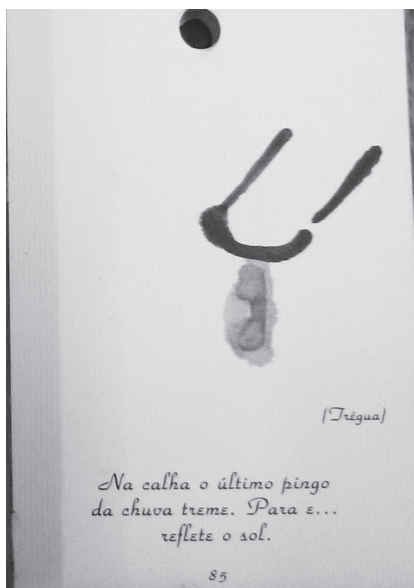 (Trégua)
Na calha o último pingo
da chuva treme. Para e...
reflete o sol.
85